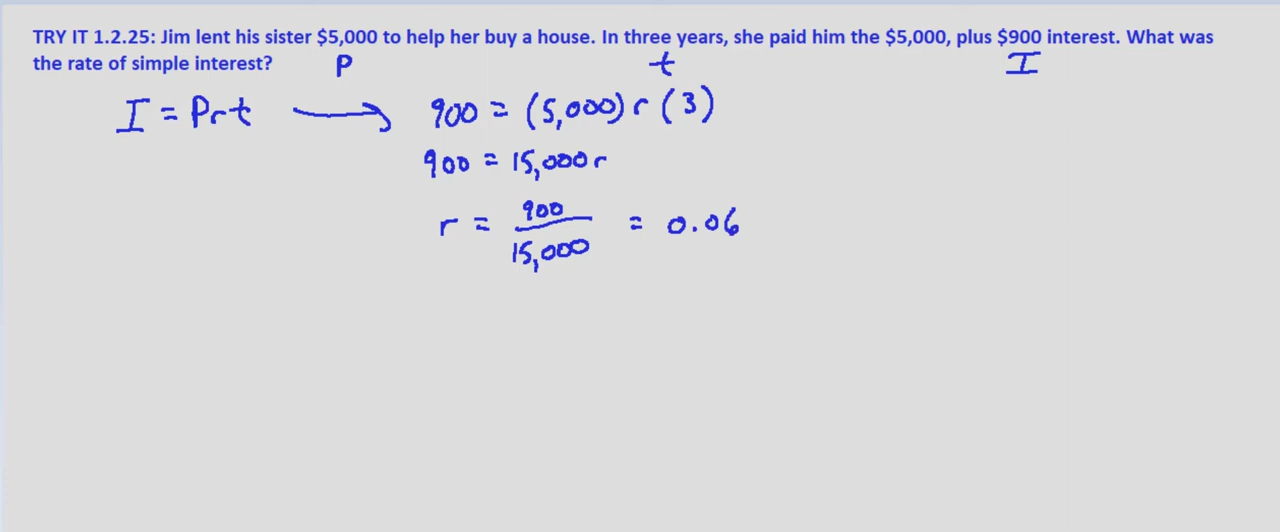 TRY IT 1.2.25: Jim lent his sister $5,000 to help her buy a house. In three years, she paid him the $5,000, plus $900 interest. What was
the rate of simple interest? P t I
I = Prt → 900 = (5,000) r (3)
900 = 15,000 r
r = 900 / 15,000 = 0.06